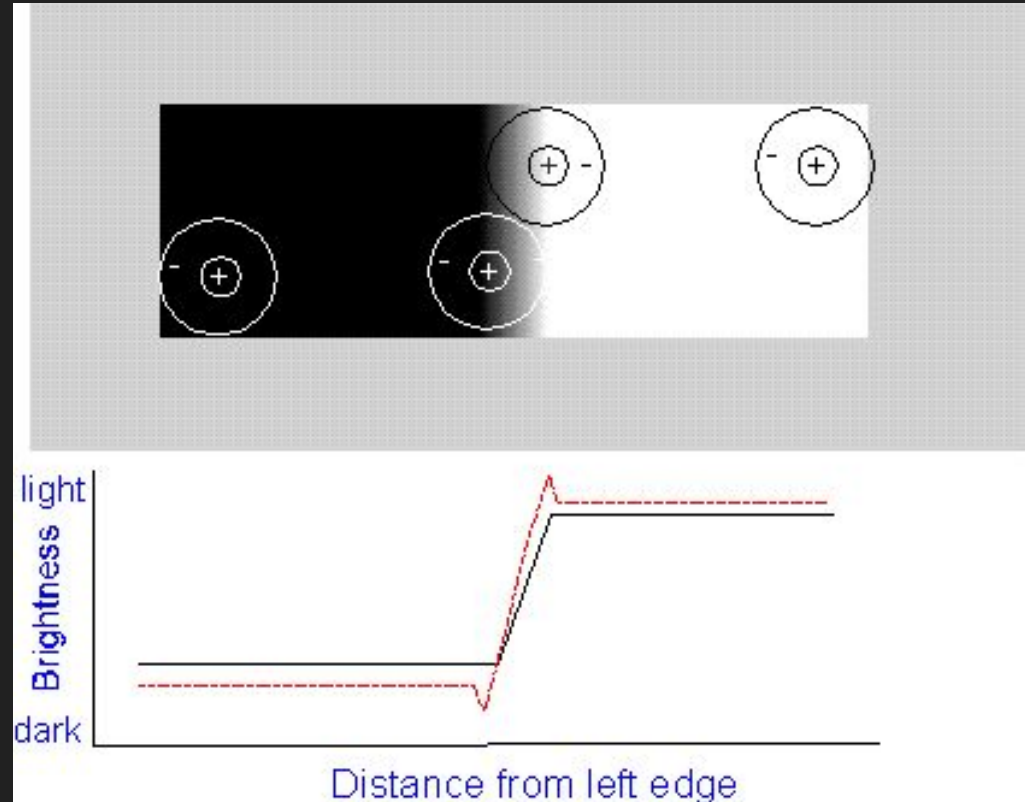 + -
- +
- +
- + -
light
Brightness
dark
Distance from left edge